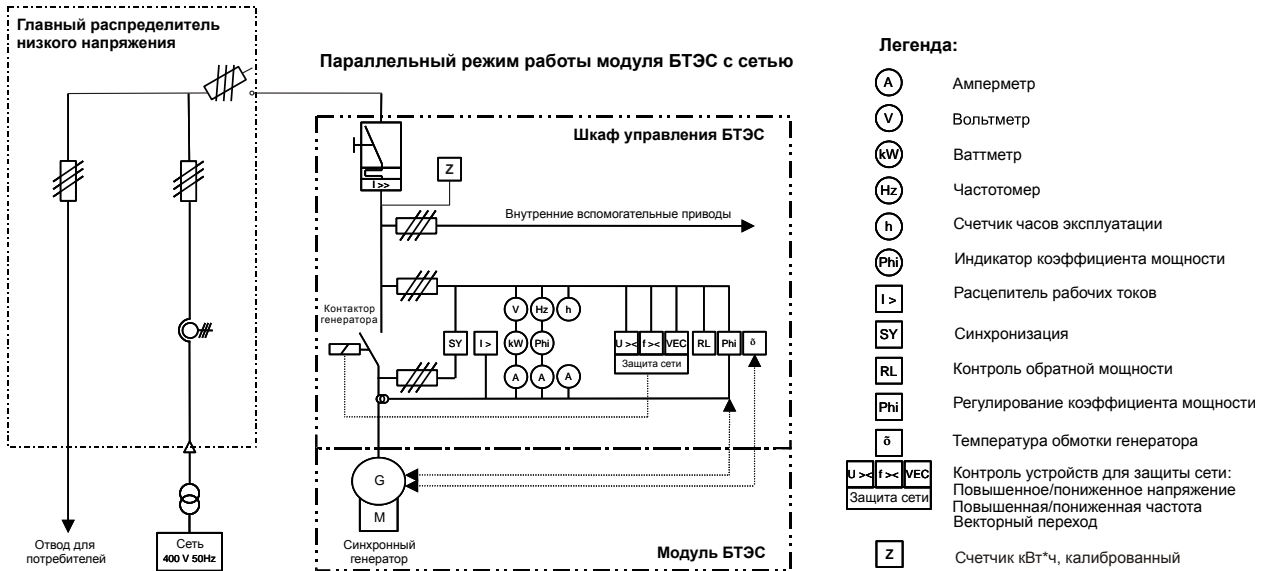 Главный распределитель
низкого напряжения
Параллельный режим работы модуля БТЭС с сетью
Шкаф управления БТЭС
I >>
Z
Внутренние вспомогательные приводы
Контактор
генератора
V
Hz
h
SY
I >
kW
Phi
U ><
f ><
VEC
RL
Phi
õ
Защита сети
A
A
A
G
M
Синхронный
генератор
Модуль БТЭС
Отвод для
потребителей
Сеть
400 V 50Hz
Легенда:
A Амперметр
V Вольтметр
kW Ваттметр
Hz Частотомер
h Счетчик часов эксплуатации
Phi Индикатор коэффициента мощности
I > Расцепитель рабочих токов
SY Синхронизация
RL Контроль обратной мощности
Phi Регулирование коэффициента мощности
õ Температура обмотки генератора
U >< f >< VEC Контроль устройств для защиты сети:
Защита сети
Повышенное/пониженное напряжение
Повышенная/пониженная частота
Векторный переход
Z Счетчик кВт*ч, калиброванный